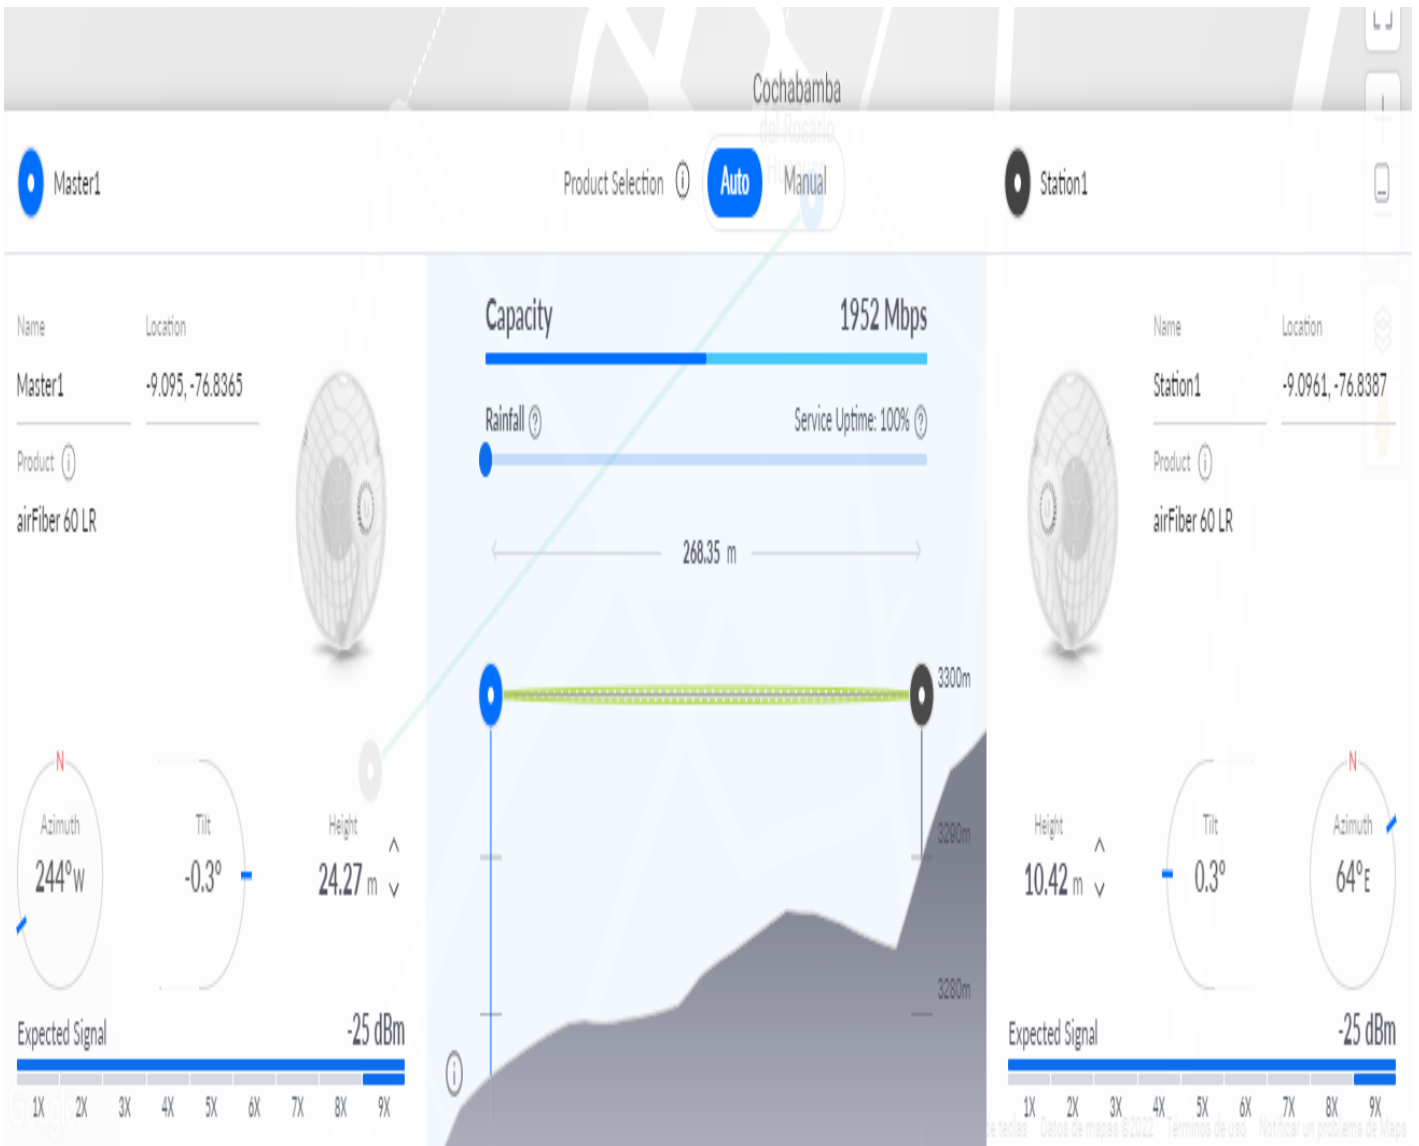 Cochabamba
del Rosario
Master1
Product Selection
Auto
Manual
Station1
Name
Location
Master1
-9.095, -76.8365
Product
airFiber 60 LR
Azimuth
244°W
Tilt
-0.3°
Height
24.27 m
Expected Signal
-25 dBm
1X 2X 3X 4X 5X 6X 7X 8X 9X
Google
Capacity
1952 Mbps
Rainfall
Service Uptime: 100%
268.35 m
3300m
3290m
3280m
Name
Location
Station1
-9.0961, -76.8387
Product
airFiber 60 LR
Height
10.42 m
Tilt
0.3°
Azimuth
64°E
N
N
Expected Signal
-25 dBm
1X 2X 3X 4X 5X 6X 7X 8X 9X
de teclas Datos de mapas ©2022 Términos de uso Notificar un problema de Maps